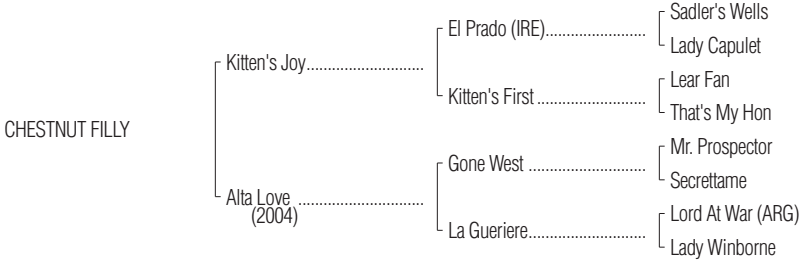 Sadler's Wells
El Prado (IRE)........................
Lady Capulet
Kitten's Joy............................
Lear Fan
Kitten's First..........................
That's My Hon
CHESTNUT FILLY
Mr. Prospector
Gone West............................
Secrettame
Alta Love..............................
(2004)
Lord At War (ARG)
La Gueriere............................
Lady Winborne